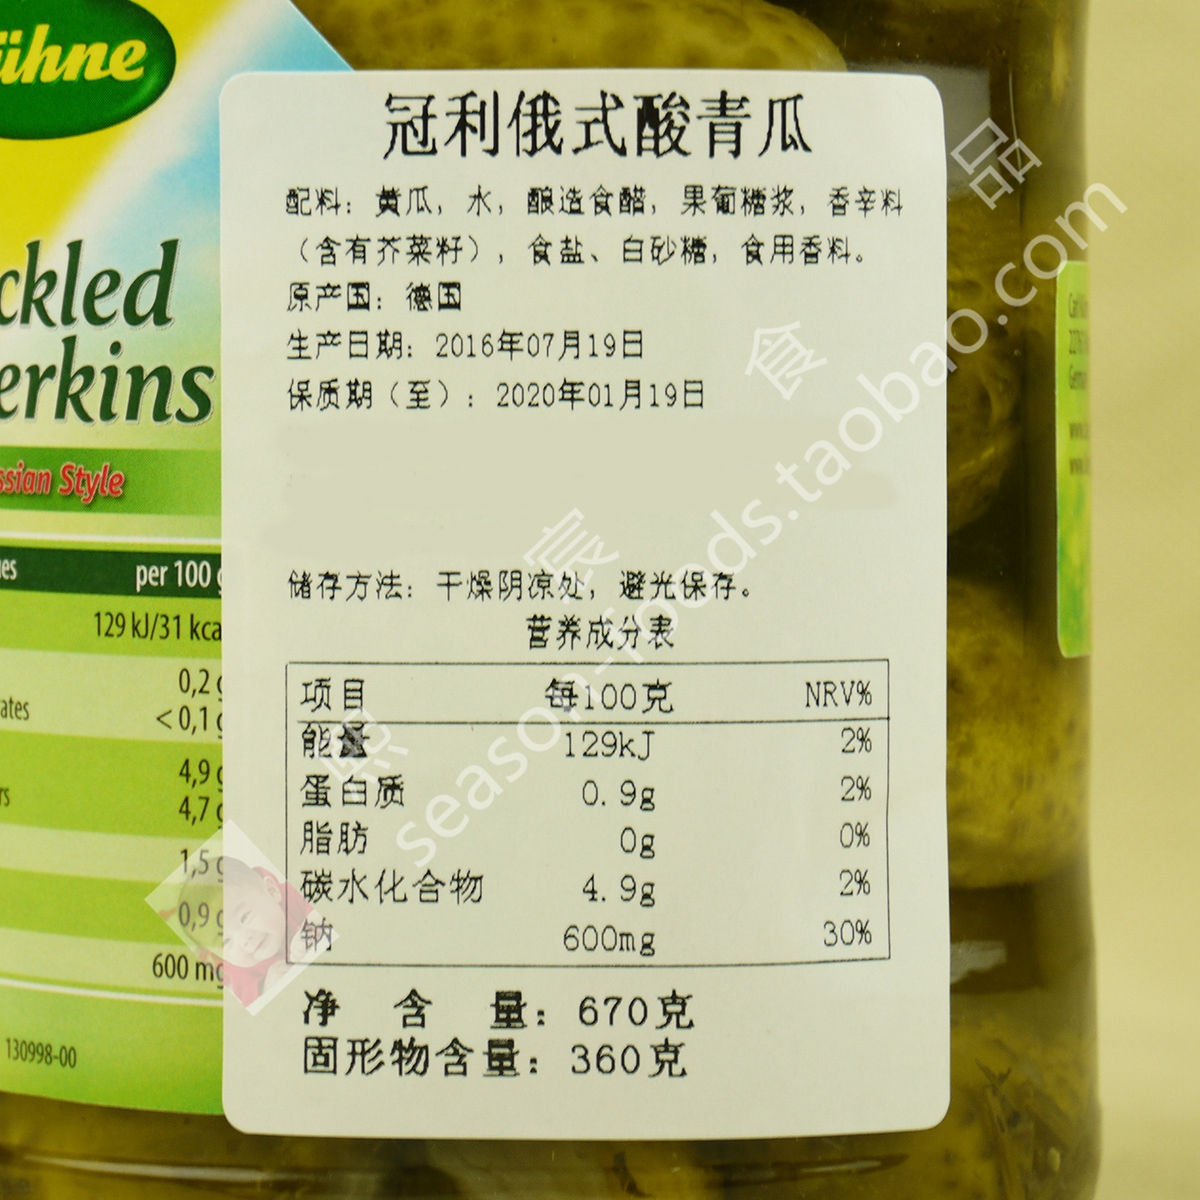 ühne
ckled
erkins
ssian Style
per 100 g
129 kJ/31 kca
0,2 g
ates
< 0,1 g
4,9 g
4,7 g
1,5 g
0,9 g
600 mg
130998-00
冠利俄式酸青瓜
配料：黄瓜，水，酿造食醋，果葡糖浆，香辛料
（含有芥菜籽），食盐、白砂糖，食用香料。
原产国：德国
生产日期：2016年07月19日
保质期（至）：2020年01月19日
储存方法：干燥阴凉处，避光保存。
营养成分表
项目 每100克 NRV%
能量 129kJ 2%
蛋白质 0.9g 2%
脂肪 0g 0%
碳水化合物 4.9g 2%
钠 600mg 30%
净含量：670克
固形物含量：360克
熙宸食品
season-foods.taobao.com